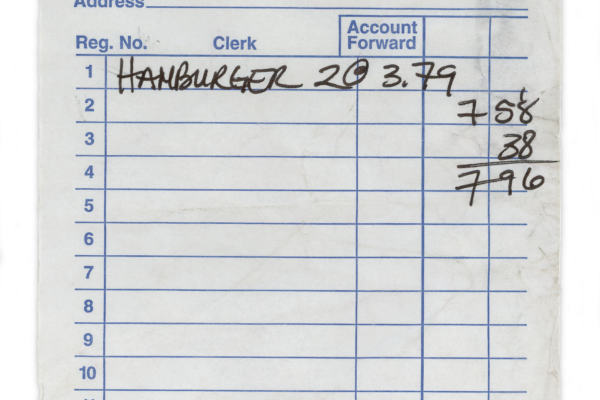 Address
Account
Forward
Reg. No. Clerk
1 HAMBURGER 2@ 3.79
2 7 58
3 38
4 7 96
5
6
7
8
9
10